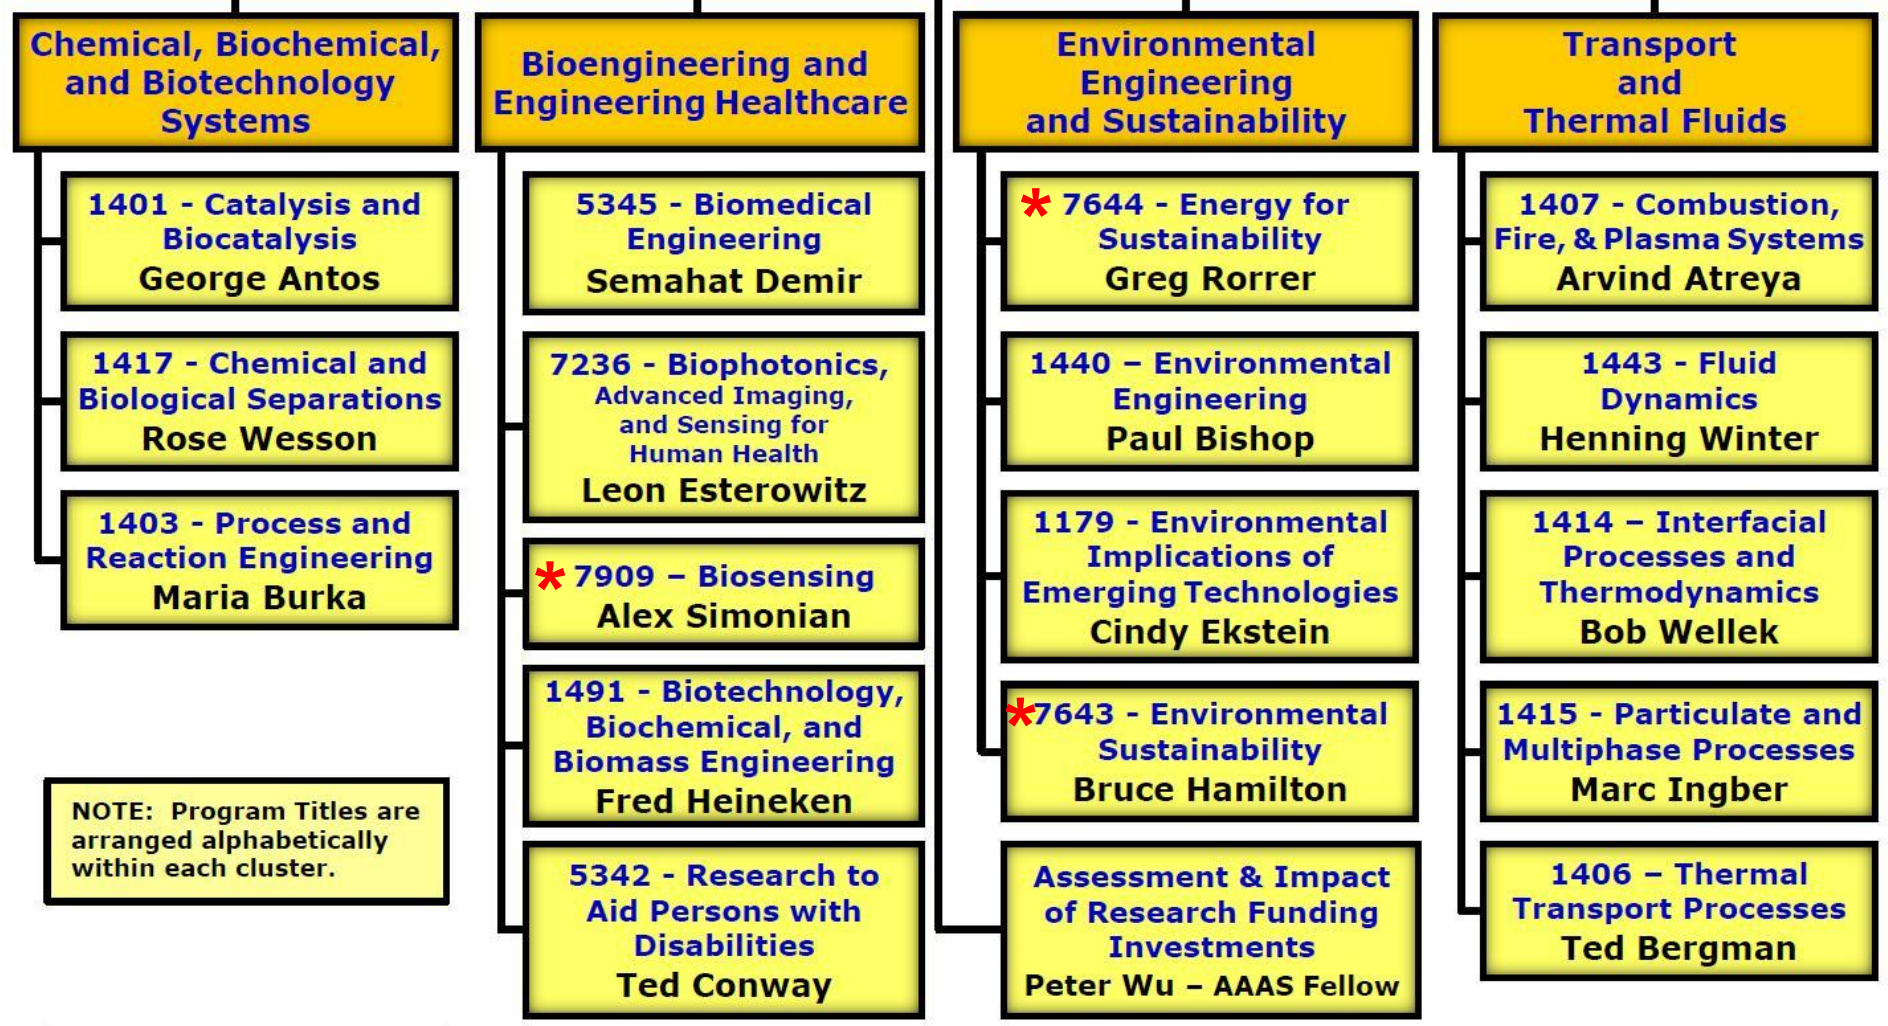 Chemical, Biochemical,
and Biotechnology
Systems
1401 - Catalysis and
Biocatalysis
George Antos
1417 - Chemical and
Biological Separations
Rose Wesson
1403 - Process and
Reaction Engineering
Maria Burka
NOTE: Program Titles are
arranged alphabetically
within each cluster.
Bioengineering and
Engineering Healthcare
5345 - Biomedical
Engineering
Semahat Demir
7236 - Biophotonics,
Advanced Imaging,
and Sensing for
Human Health
Leon Esterowitz
* 7909 – Biosensing
Alex Simonian
1491 - Biotechnology,
Biochemical, and
Biomass Engineering
Fred Heineken
5342 - Research to
Aid Persons with
Disabilities
Ted Conway
Environmental
Engineering
and Sustainability
* 7644 - Energy for
Sustainability
Greg Rorrer
1440 – Environmental
Engineering
Paul Bishop
1179 - Environmental
Implications of
Emerging Technologies
Cindy Ekstein
*7643 - Environmental
Sustainability
Bruce Hamilton
Assessment & Impact
of Research Funding
Investments
Peter Wu – AAAS Fellow
Transport
and
Thermal Fluids
1407 - Combustion,
Fire, & Plasma Systems
Arvind Atreya
1443 - Fluid
Dynamics
Henning Winter
1414 – Interfacial
Processes and
Thermodynamics
Bob Wellek
1415 - Particulate and
Multiphase Processes
Marc Ingber
1406 – Thermal
Transport Processes
Ted Bergman